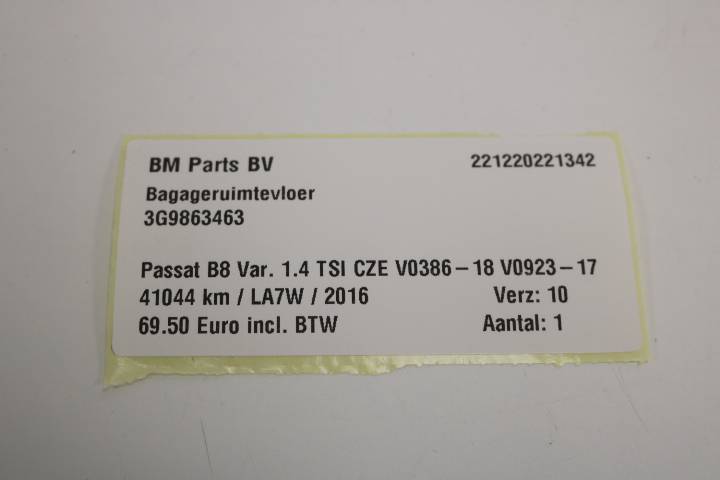 BM Parts BV 221220221342
Bagageruimtevloer
3G9863463
Passat B8 Var. 1.4 TSI CZE V0386-18 V0923-17
41044 km / LA7W / 2016 Verz: 10
69.50 Euro incl. BTW Aantal: 1